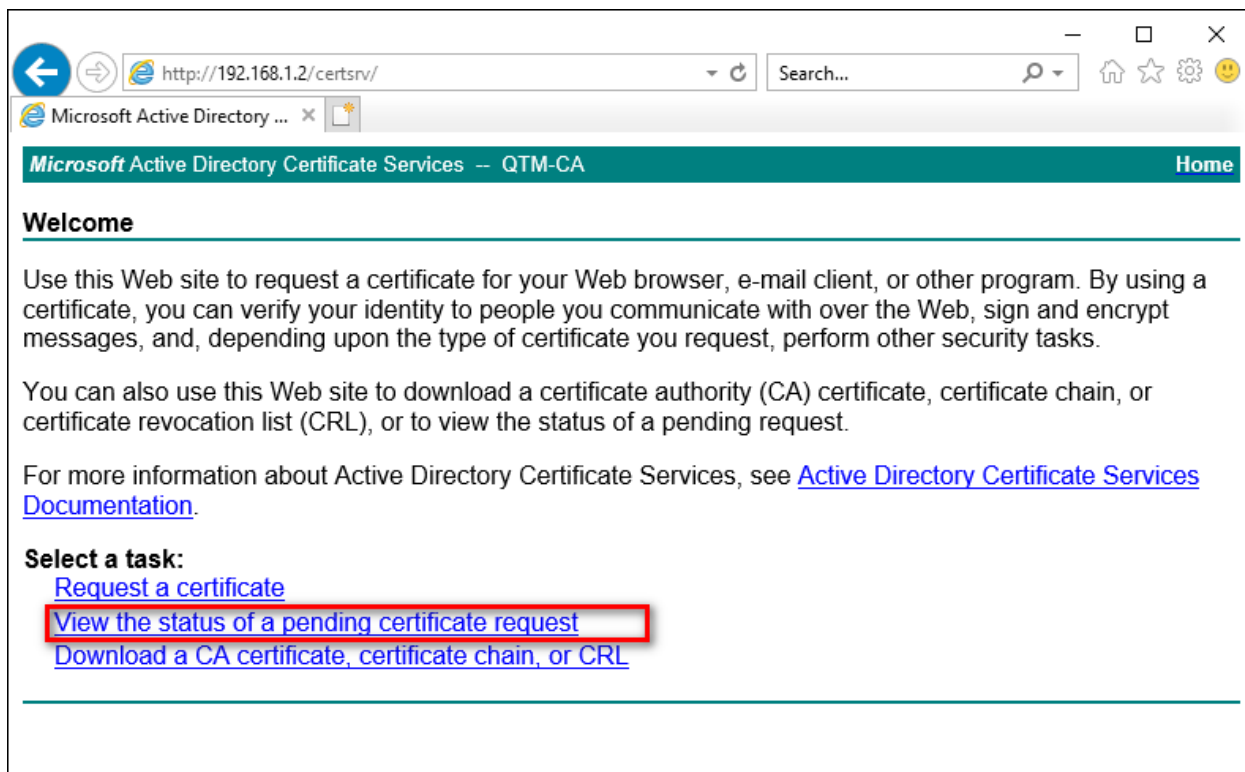 http://192.168.1.2/certsrv/
Search...
Microsoft Active Directory ...
Microsoft Active Directory Certificate Services -- QTM-CA
Home
Welcome
Use this Web site to request a certificate for your Web browser, e-mail client, or other program. By using a
certificate, you can verify your identity to people you communicate with over the Web, sign and encrypt
messages, and, depending upon the type of certificate you request, perform other security tasks.
You can also use this Web site to download a certificate authority (CA) certificate, certificate chain, or
certificate revocation list (CRL), or to view the status of a pending request.
For more information about Active Directory Certificate Services, see Active Directory Certificate Services
Documentation.
Select a task:
Request a certificate
View the status of a pending certificate request
Download a CA certificate, certificate chain, or CRL